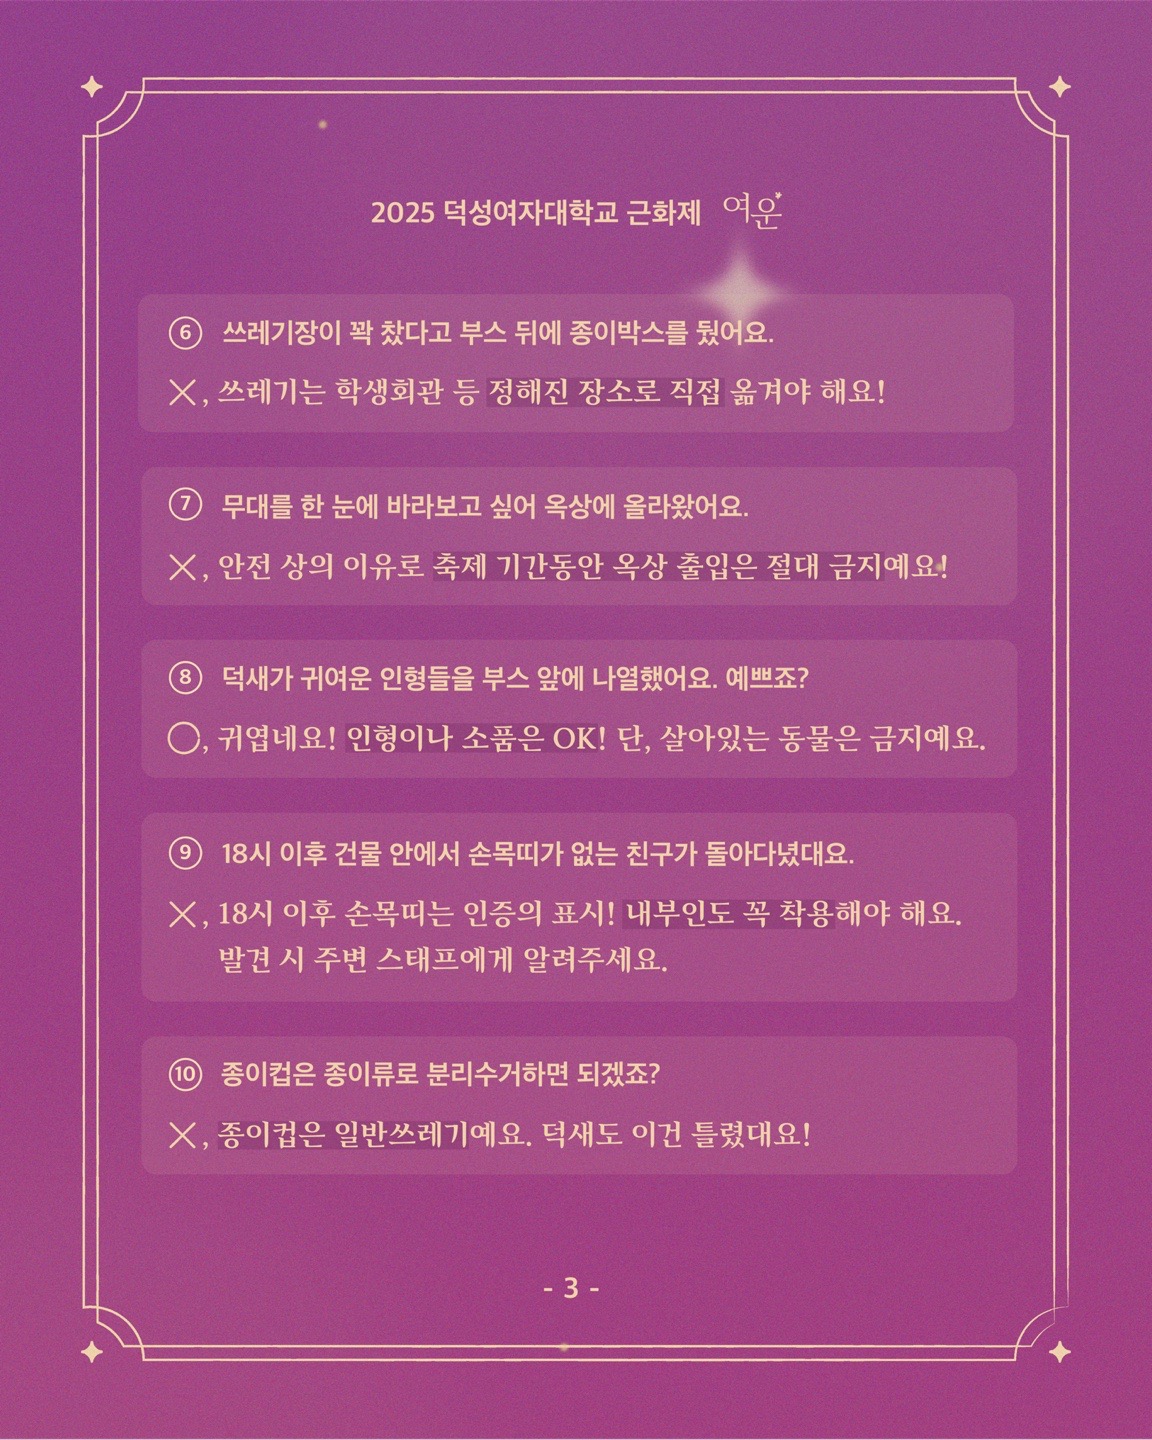 2025 덕성여자대학교 근화제 여운
⑥ 쓰레기장이 꽉 찼다고 부스 뒤에 종이박스를 뒀어요.
✕, 쓰레기는 학생회관 등 정해진 장소로 직접 옮겨야 해요!
⑦ 무대를 한 눈에 바라보고 싶어 옥상에 올라왔어요.
✕, 안전 상의 이유로 축제 기간동안 옥상 출입은 절대 금지예요!
⑧ 덕새가 귀여운 인형들을 부스 앞에 나열했어요. 예쁘죠?
◯, 귀엽네요! 인형이나 소품은 OK! 단, 살아있는 동물은 금지예요.
⑨ 18시 이후 건물 안에서 손목띠가 없는 친구가 돌아다녔대요.
✕, 18시 이후 손목띠는 인증의 표시! 내부인도 꼭 착용해야 해요.
발견 시 주변 스태프에게 알려주세요.
⑩ 종이컵은 종이류로 분리수거하면 되겠죠?
✕, 종이컵은 일반쓰레기예요. 덕새도 이건 틀렸대요!
- 3 -